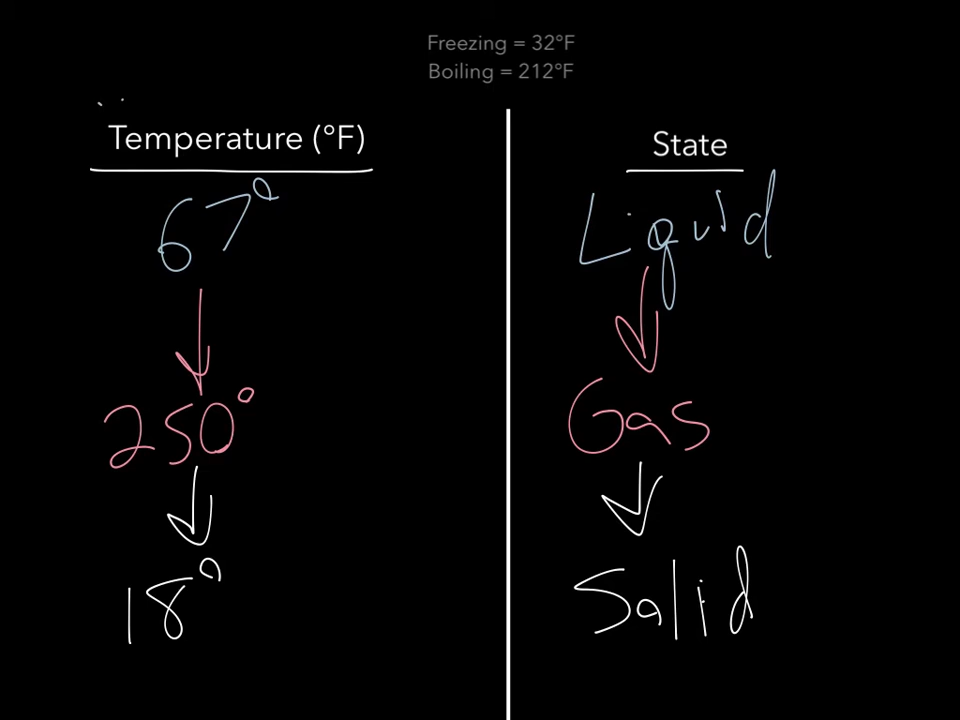 Freezing = 32°F
Boiling = 212°F
Temperature (°F)
State
67°
Liquid
250°
Gas
18°
Salid